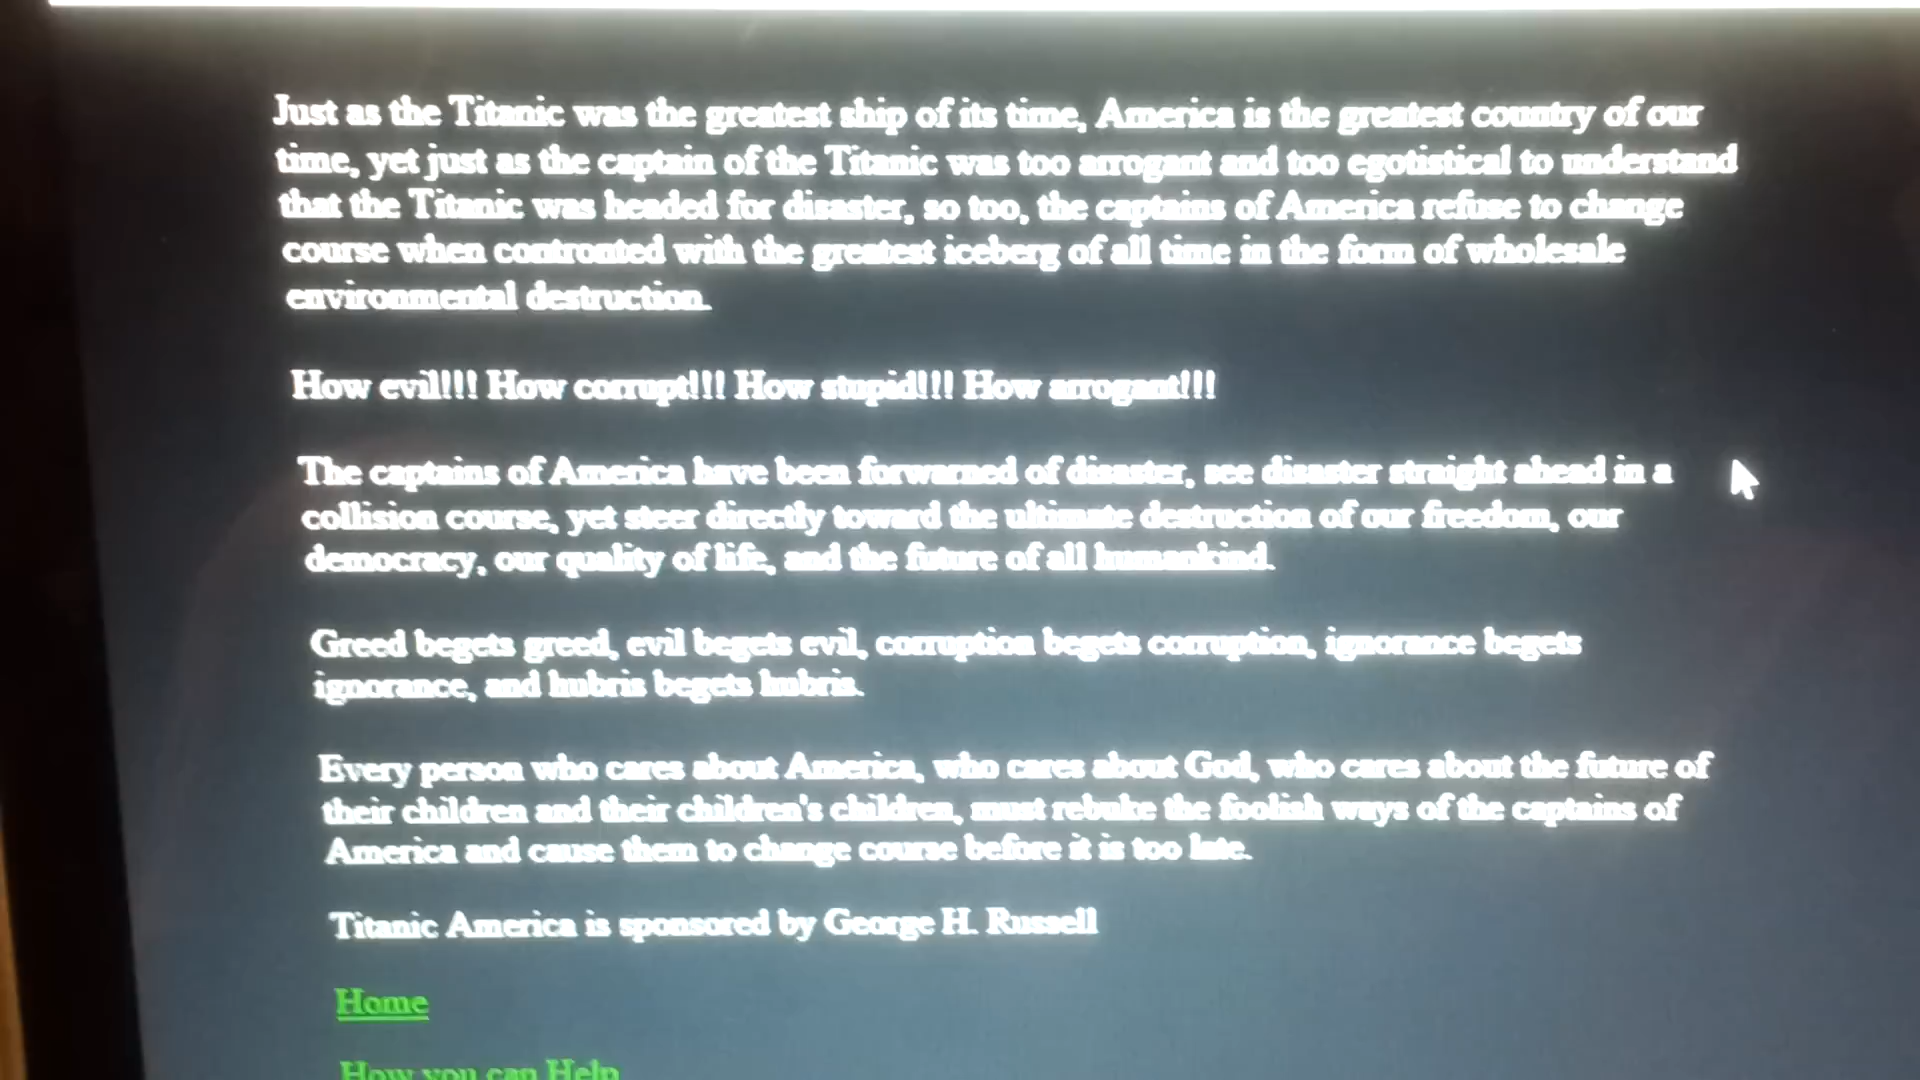 Just as the Titanic was the greatest ship of its time, America is the greatest country of our
time, yet just as the captain of the Titanic was too arrogant and too egotistical to understand
that the Titanic was headed for disaster, so too, the captains of America refuse to change
course when confronted with the greatest iceberg of all time in the form of wholesale
environmental destruction.
How evil!!! How corrupt!!! How stupid!!! How arrogant!!!
The captains of America have been forwarned of disaster, see disaster straight ahead in a
collision course, yet steer directly toward the ultimate destruction of our freedom, our
democracy, our quality of life, and the future of all humankind.
Greed begets greed, evil begets evil, corruption begets corruption, ignorance begets
ignorance, and hubris begets hubris.
Every person who cares about America, who cares about God, who cares about the future of
their children and their children's children, must rebuke the foolish ways of the captains of
America and cause them to change course before it is too late.
Titanic America is sponsored by George H. Russell
Home
How you can Help